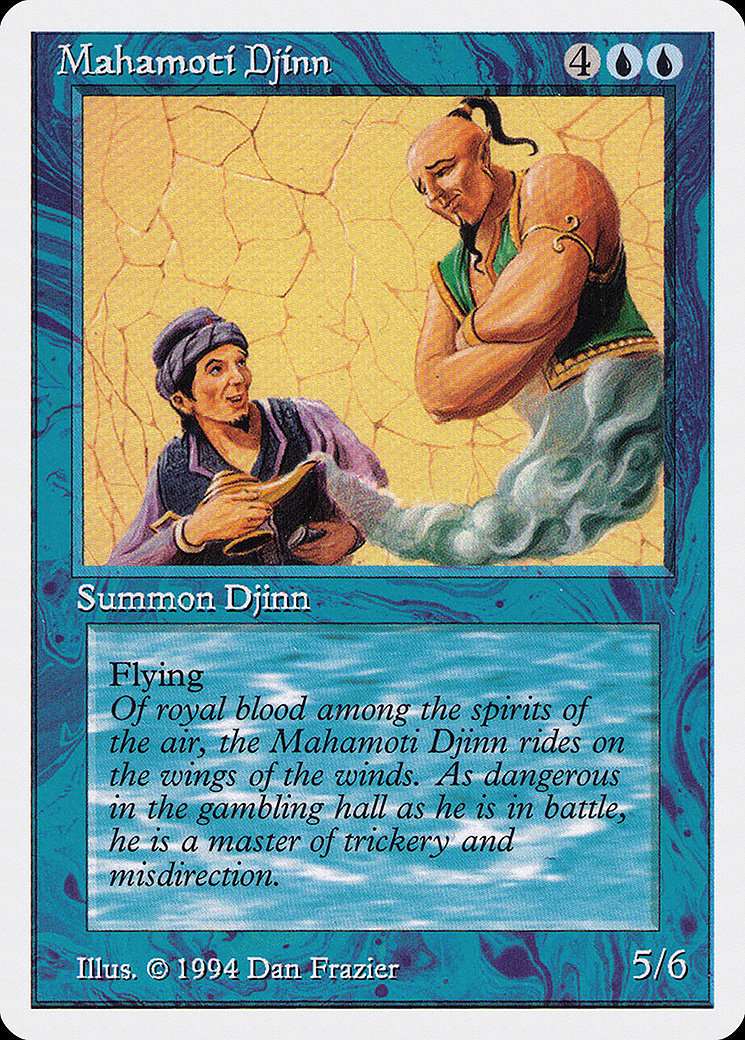 Mahamoti Djinn 4
Summon Djinn
Flying
Of royal blood among the spirits of
the air, the Mahamoti Djinn rides on
the wings of the winds. As dangerous
in the gambling hall as he is in battle,
he is a master of trickery and
misdirection.
Illus. © 1994 Dan Frazier 5/6